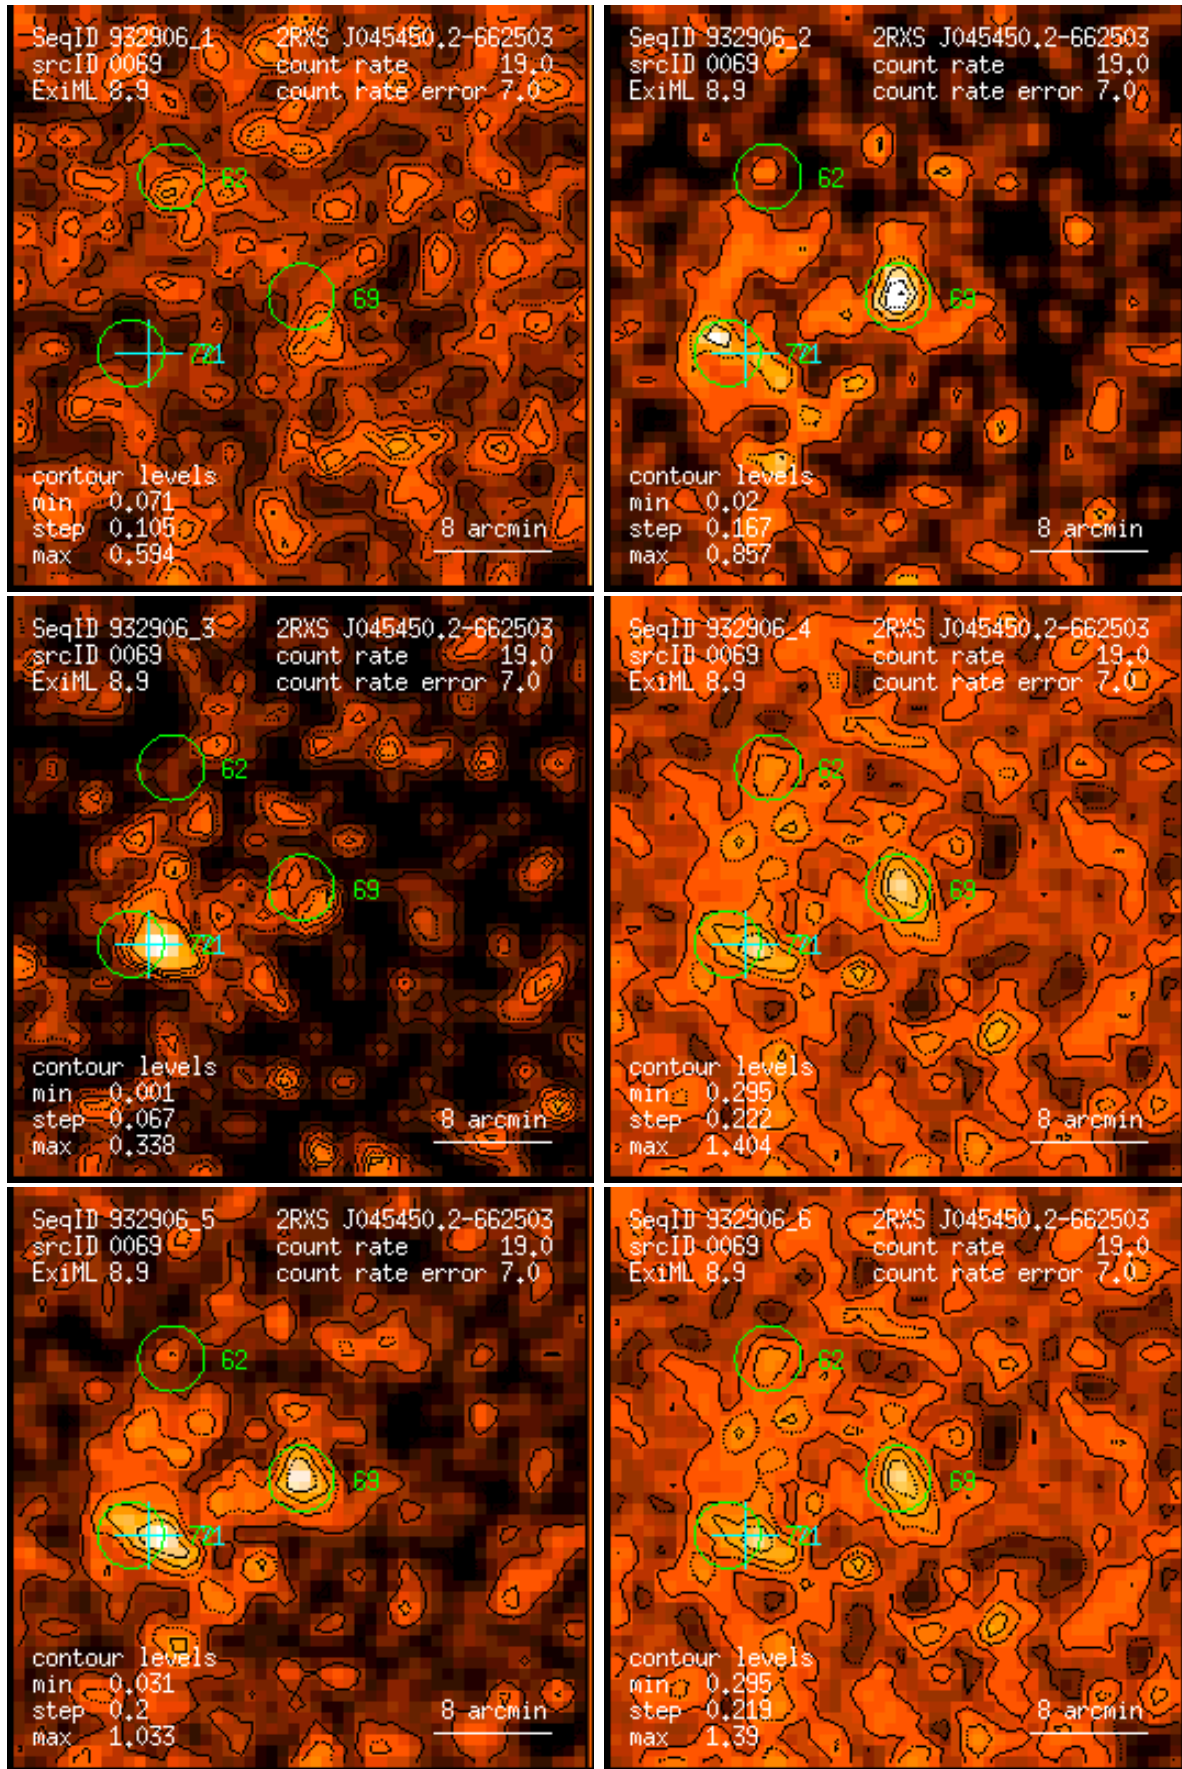 SeqID 932906_1 2RXS J045450.2-662503
srcID 0069 count rate 19.0
ExiML 8.9 count rate error 7.0
62
69
contour levels
min 0.071
step 0.105
max 0.594
8 arcmin
SeqID 932906_2 2RXS J045450.2-662503
srcID 0069 count rate 19.0
ExiML 8.9 count rate error 7.0
62
69
contour levels
min 0.02
step 0.167
max 0.857
8 arcmin
SeqID 932906_3 2RXS J045450.2-662503
srcID 0069 count rate 19.0
ExiML 8.9 count rate error 7.0
62
69
contour levels
min 0.001
step 0.067
max 0.338
8 arcmin
SeqID 932906_4 2RXS J045450.2-662503
srcID 0069 count rate 19.0
ExiML 8.9 count rate error 7.0
62
69
contour levels
min 0.295
step 0.222
max 1.404
8 arcmin
SeqID 932906_5 2RXS J045450.2-662503
srcID 0069 count rate 19.0
ExiML 8.9 count rate error 7.0
62
69
contour levels
min 0.031
step 0.2
max 1.033
8 arcmin
SeqID 932906_6 2RXS J045450.2-662503
srcID 0069 count rate 19.0
ExiML 8.9 count rate error 7.0
62
69
contour levels
min 0.295
step 0.219
max 1.39
8 arcmin